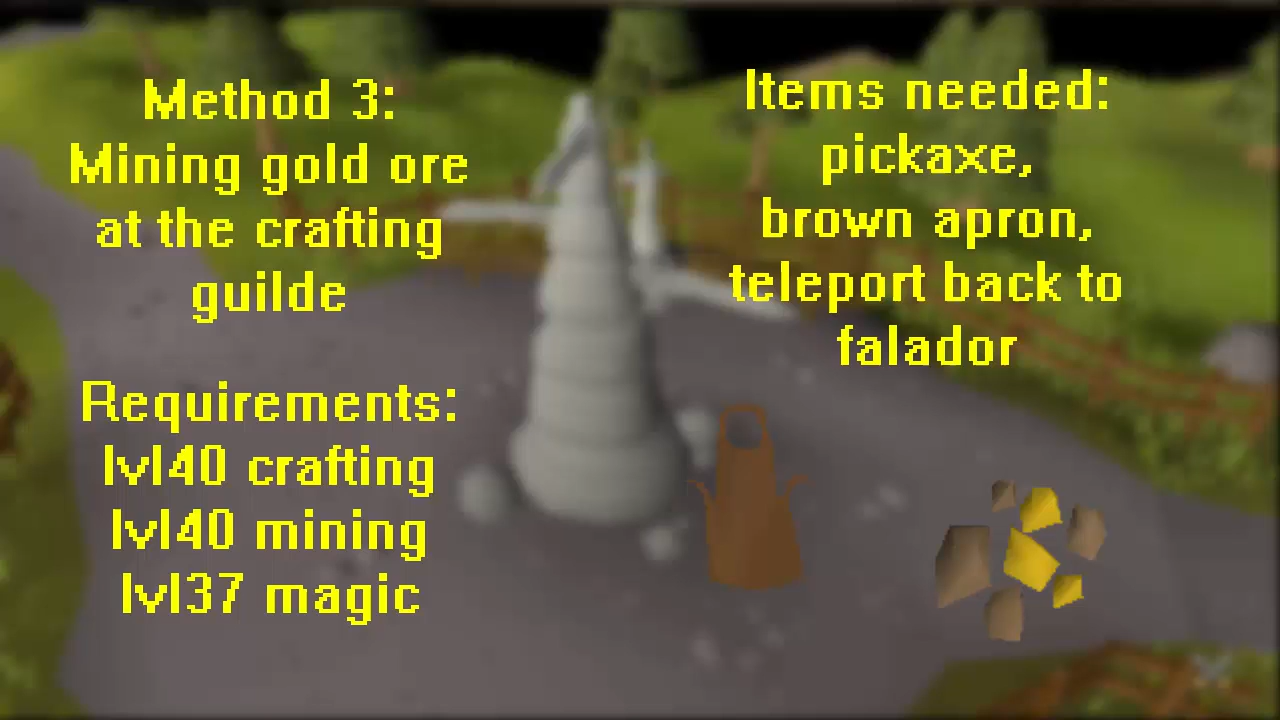 Method 3:
Mining gold ore
at the crafting
guilde
Requirements:
lvl40 crafting
lvl40 mining
lvl37 magic
Items needed:
pickaxe,
brown apron,
teleport back to
falador